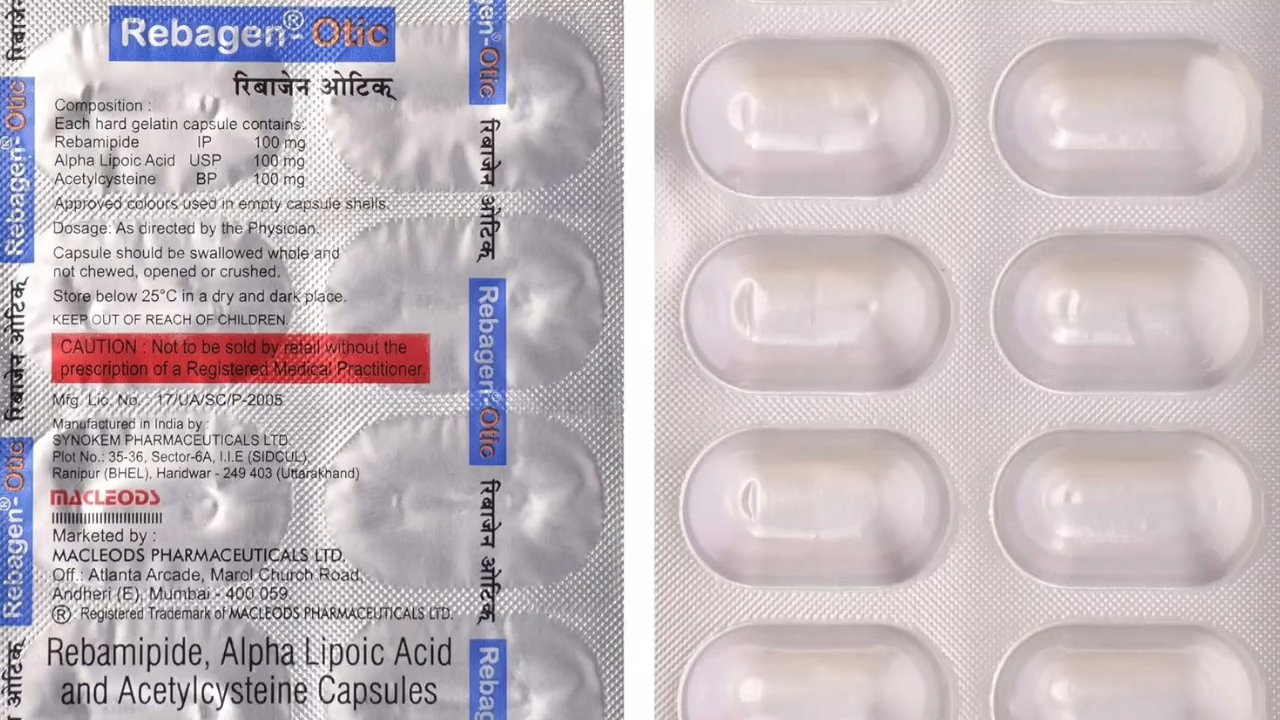 Rebagen®-Otic
रिबाजेन ओटिक्
Composition :
Each hard gelatin capsule contains:
Rebamipide IP 100 mg
Alpha Lipoic Acid USP 100 mg
Acetylcysteine BP 100 mg
Approved colours used in empty capsule shells.
Dosage: As directed by the Physician.
Capsule should be swallowed whole and
not chewed, opened or crushed.
Store below 25°C in a dry and dark place.
KEEP OUT OF REACH OF CHILDREN.
CAUTION : Not to be sold by retail without the
prescription of a Registered Medical Practitioner.
Mfg. Lic. No. : 17/UA/SC/P-2005
Manufactured in India by :
SYNOKEM PHARMACEUTICALS LTD.
Plot No.: 35-36, Sector-6A, I.I.E (SIDCUL),
Ranipur (BHEL), Haridwar - 249 403 (Uttarakhand)
MACLEODS
Marketed by :
MACLEODS PHARMACEUTICALS LTD.
Off.: Atlanta Arcade, Marol Church Road,
Andheri (E), Mumbai - 400 059.
® : Registered Trademark of MACLEODS PHARMACEUTICALS LTD.
Rebamipide, Alpha Lipoic Acid
and Acetylcysteine Capsules
रिबाजे
Rebagen®-Otic
रिबाजेन ओटिक्
Rebagen®-Otic
ओटिक्
en®-Otic
रिबाजेन ओटिक्
Rebagen®-Otic
रिबाजेन ओटिक्
Rebag